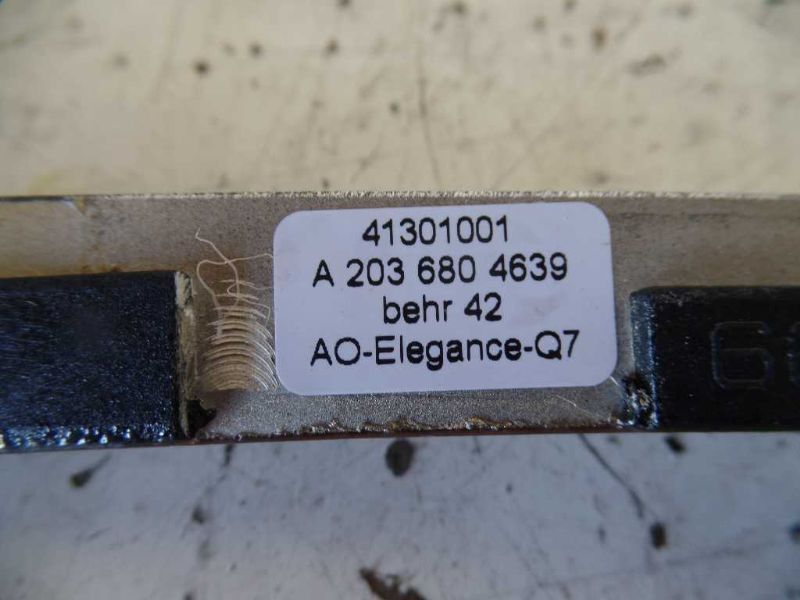 41301001
A 203 680 4639
behr 42
AO-Elegance-Q7